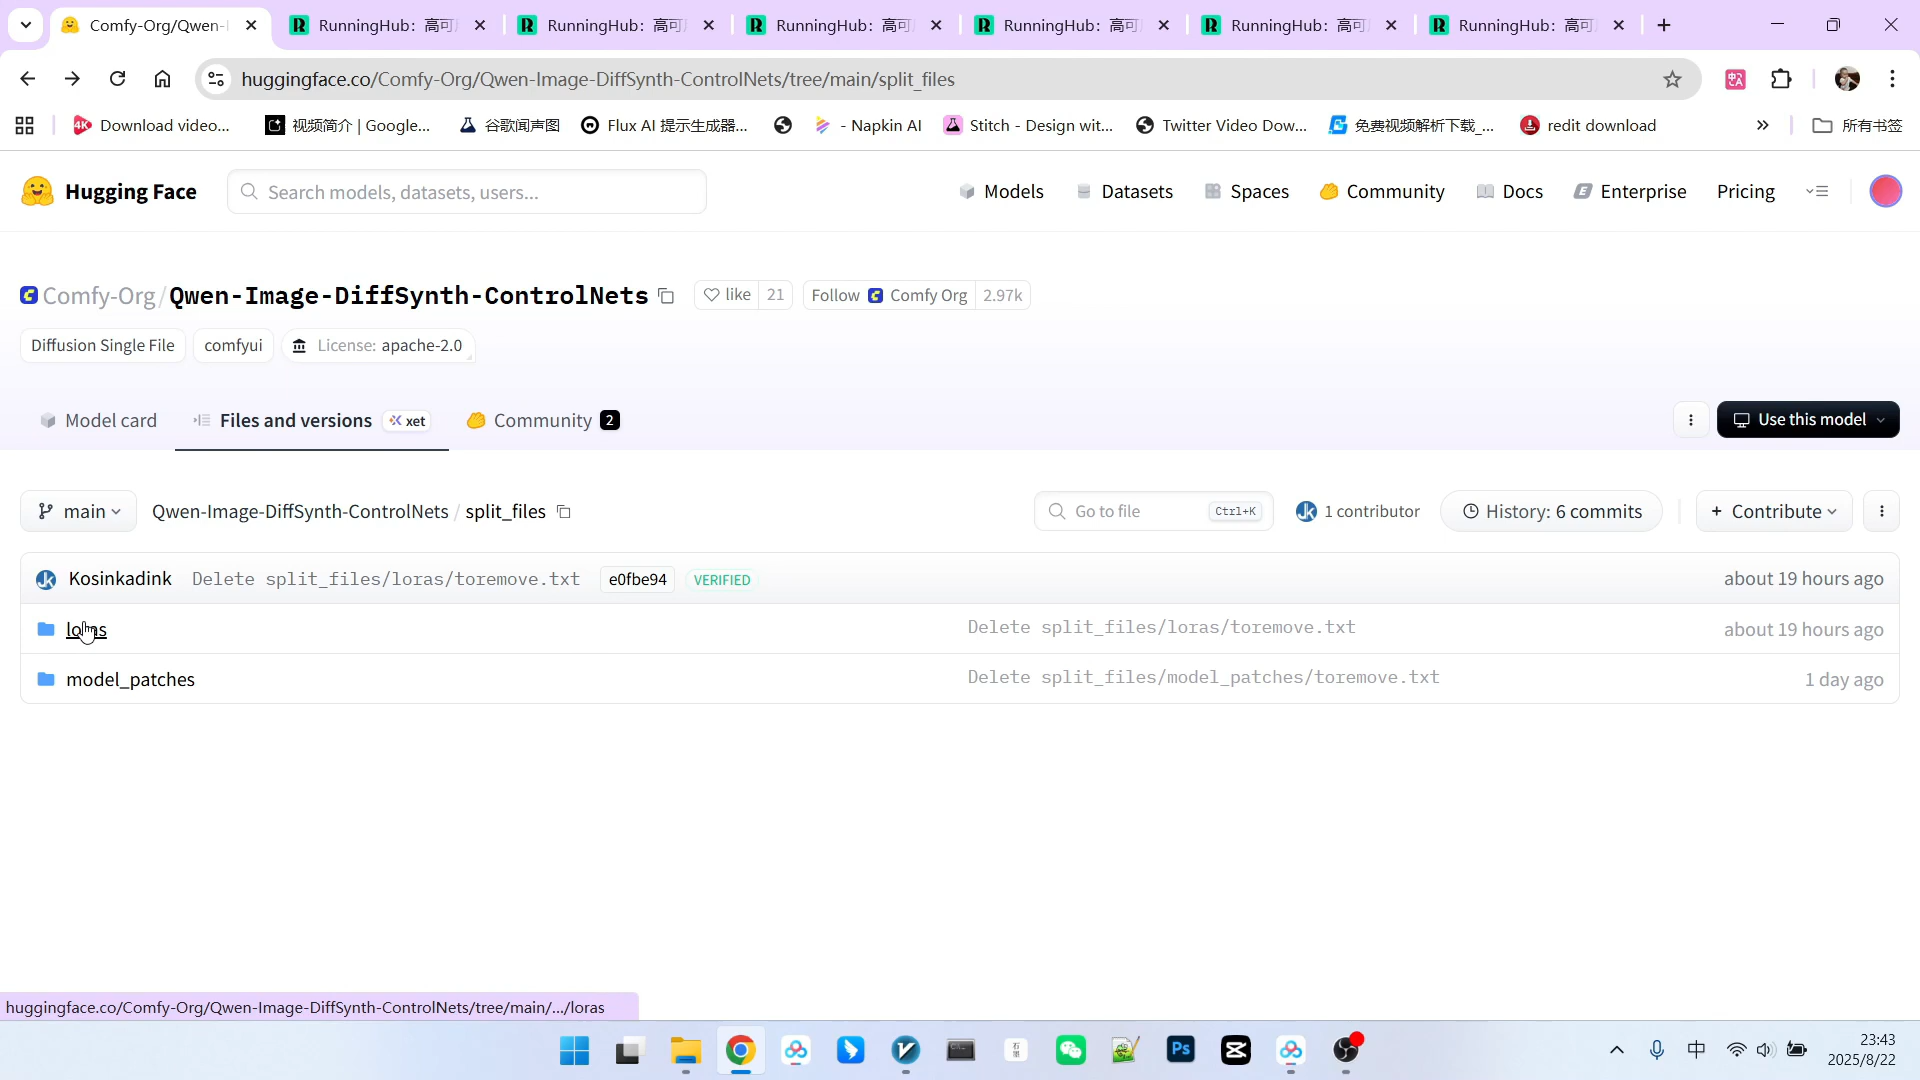 Comfy-Org/Qwen-I
RunningHub: 高可
RunningHub: 高可
RunningHub: 高可
RunningHub: 高可
RunningHub: 高可
RunningHub: 高可
huggingface.co/Comfy-Org/Qwen-Image-DiffSynth-ControlNets/tree/main/split_files
Download video...
视频简介 | Google...
谷歌闻声图
Flux AI 提示生成器...
- Napkin AI
Stitch - Design wit...
Twitter Video Dow...
免费视频解析下载_...
redit download
所有书签
Hugging Face
Search models, datasets, users...
Models
Datasets
Spaces
Community
Docs
Enterprise
Pricing
Comfy-Org/Qwen-Image-DiffSynth-ControlNets
like 21
Follow Comfy Org 2.97k
Diffusion Single File
comfyui
License: apache-2.0
Model card
Files and versions
xet
Community 2
Use this model
main
Qwen-Image-DiffSynth-ControlNets / split_files
Go to file
Ctrl+K
1 contributor
History: 6 commits
+ Contribute
Kosinkadink Delete split_files/loras/toremove.txt e0fbe94 VERIFIED about 19 hours ago
loras Delete split_files/loras/toremove.txt about 19 hours ago
model_patches Delete split_files/model_patches/toremove.txt 1 day ago
huggingface.co/Comfy-Org/Qwen-Image-DiffSynth-ControlNets/tree/main/.../loras
石墨
Ps
中
23:43
2025/8/22